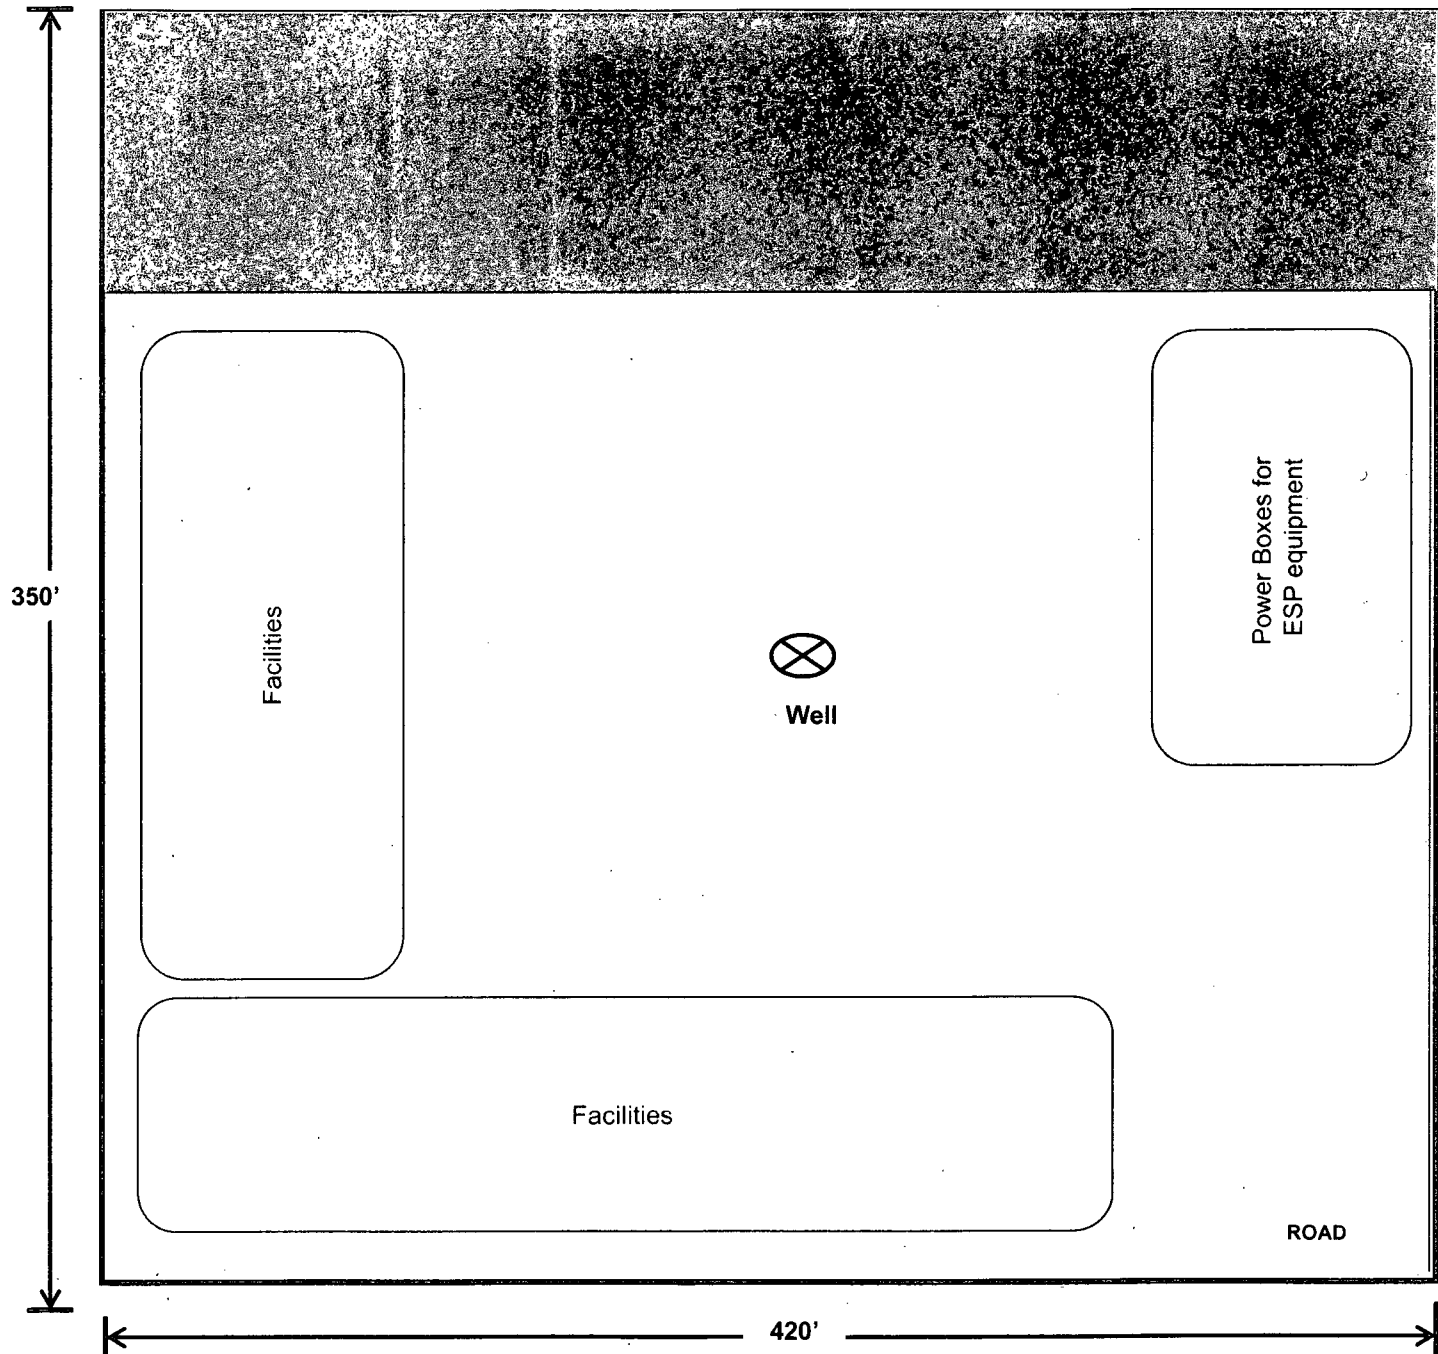 350'
Facilities
Power Boxes for
ESP equipment
Well
Facilities
ROAD
420'